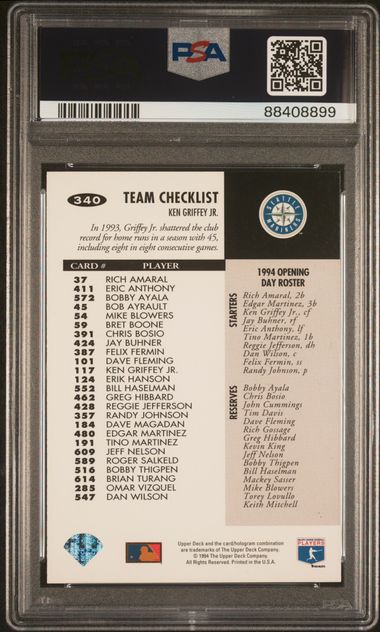 PSA
88408899
340
TEAM CHECKLIST
KEN GRIFFEY JR.
In 1993, Griffey Jr. shattered the club
record for home runs in a season with 45,
including eight in eight consecutive games.
CARD # PLAYER
37 RICH AMARAL
411 ERIC ANTHONY
572 BOBBY AYALA
45 BOB AYRAULT
54 MIKE BLOWERS
59 BRET BOONE
391 CHRIS BOSIO
424 JAY BUHNER
387 FELIX FERMIN
101 DAVE FLEMING
117 KEN GRIFFEY JR.
124 ERIK HANSON
552 BILL HASELMAN
462 GREG HIBBARD
428 REGGIE JEFFERSON
357 RANDY JOHNSON
184 DAVE MAGADAN
480 EDGAR MARTINEZ
191 TINO MARTINEZ
609 JEFF NELSON
589 ROGER SALKELD
516 BOBBY THIGPEN
614 BRIAN TURANG
285 OMAR VIZQUEL
547 DAN WILSON
SEATTLE
MARINERS
1994 OPENING
DAY ROSTER
STARTERS
Rich Amaral, 2b
Edgar Martinez, 3b
Ken Griffey Jr., cf
Jay Buhner, rf
Eric Anthony, lf
Tino Martinez, 1b
Reggie Jefferson, dh
Dan Wilson, c
Felix Fermin, ss
Randy Johnson, p
RESERVES
Bobby Ayala
Chris Bosio
John Cummings
Tim Davis
Dave Fleming
Rich Gossage
Greg Hibbard
Kevin King
Jeff Nelson
Bobby Thigpen
Bill Haselman
Mackey Sasser
Mike Blowers
Torey Lovullo
Keith Mitchell
Upper Deck and the card/hologram combination
are trademarks of The Upper Deck Company.
© 1994 The Upper Deck Company.
All Rights Reserved. Printed in the U.S.A.
PLAYERS